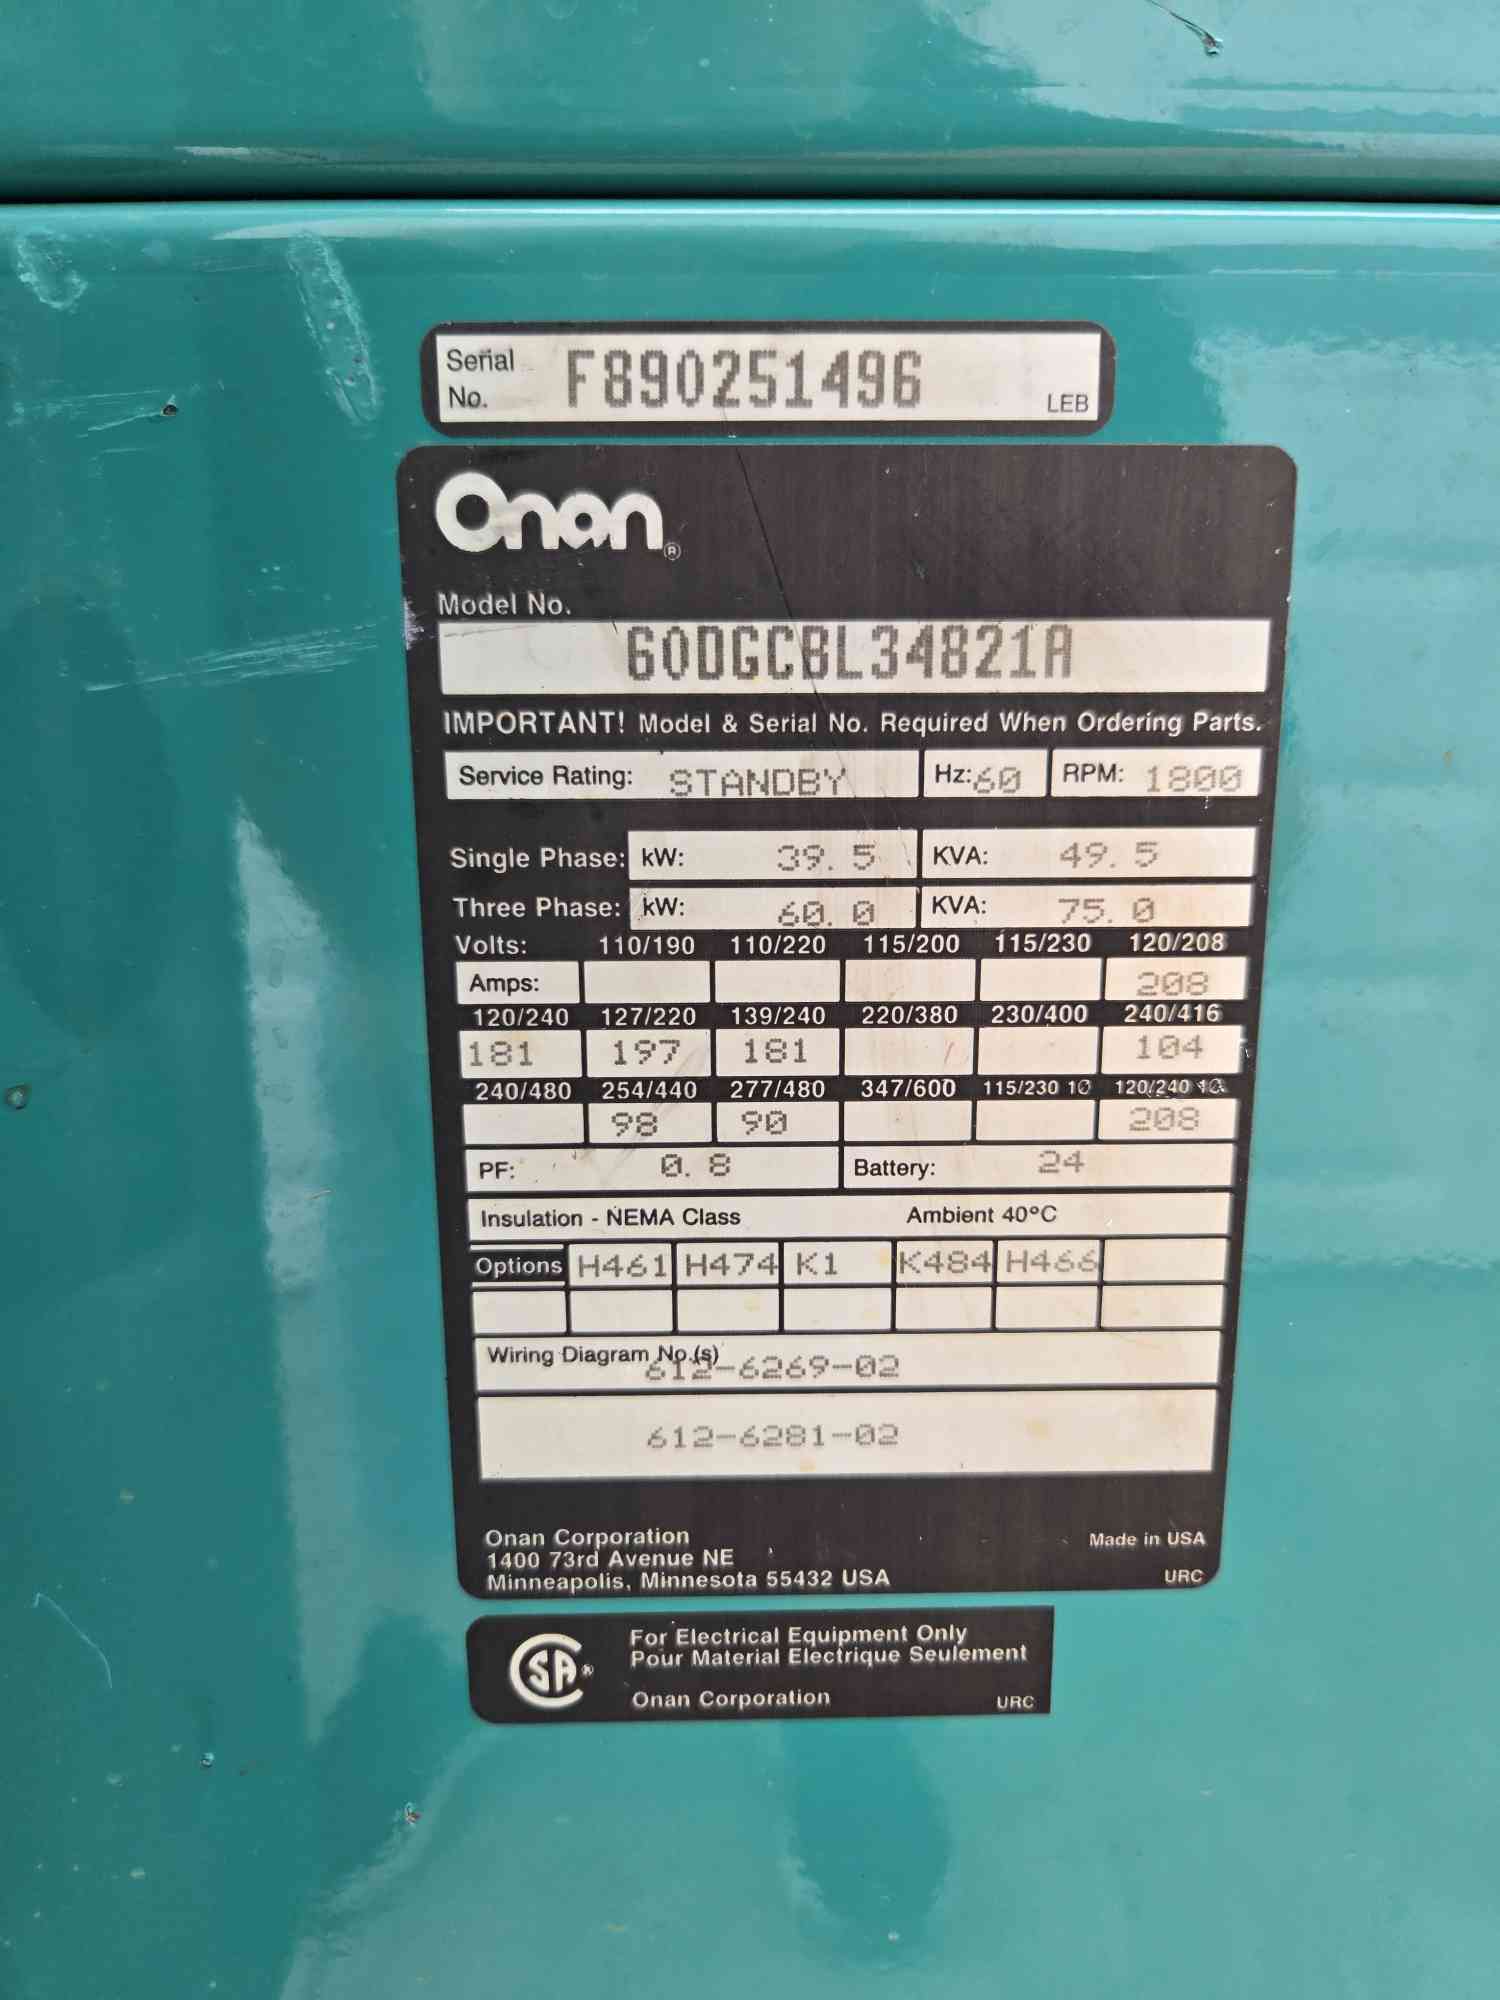 Serial No. F890251496 LEB
Onan®
Model No.
60DGCBL34821A
IMPORTANT! Model & Serial No. Required When Ordering Parts.
Service Rating: STANDBY Hz: 60 RPM: 1800
Single Phase: kW: 39.5 KVA: 49.5
Three Phase: kW: 60.0 KVA: 75.0
Volts: 110/190 110/220 115/200 115/230 120/208
Amps: 208
120/240 127/220 139/240 220/380 230/400 240/416
181 197 181 104
240/480 254/440 277/480 347/600 115/230 1Ø 120/240 1Ø
98 90 208
PF: 0.8 Battery: 24
Insulation - NEMA Class Ambient 40°C
Options H461 H474 K1 K484 H466
Wiring Diagram No.(s) 612-6269-02
612-6281-02
Onan Corporation Made in USA
1400 73rd Avenue NE
Minneapolis, Minnesota 55432 USA URC
SA® For Electrical Equipment Only
Pour Material Electrique Seulement
Onan Corporation URC